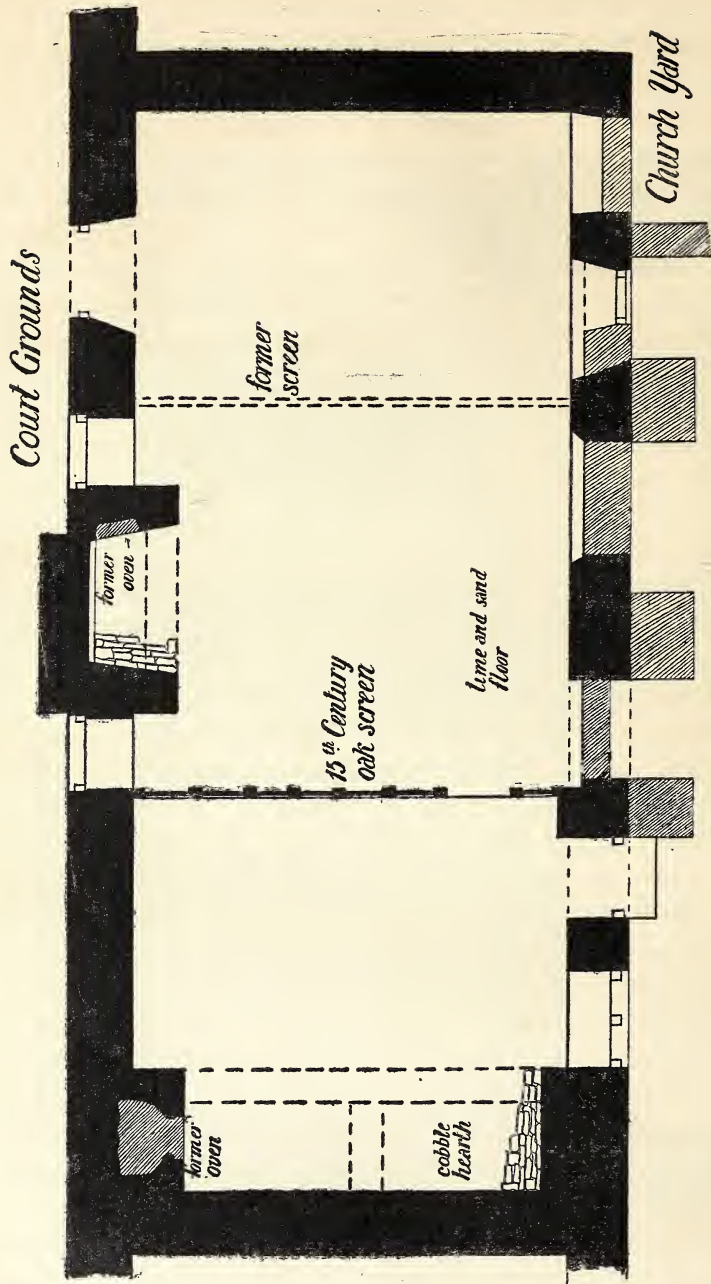 Court Grounds
former
oven
former
oven
former
screen
15th Century
oak screen
cobble
hearth
lime and sand
floor
Church Yard